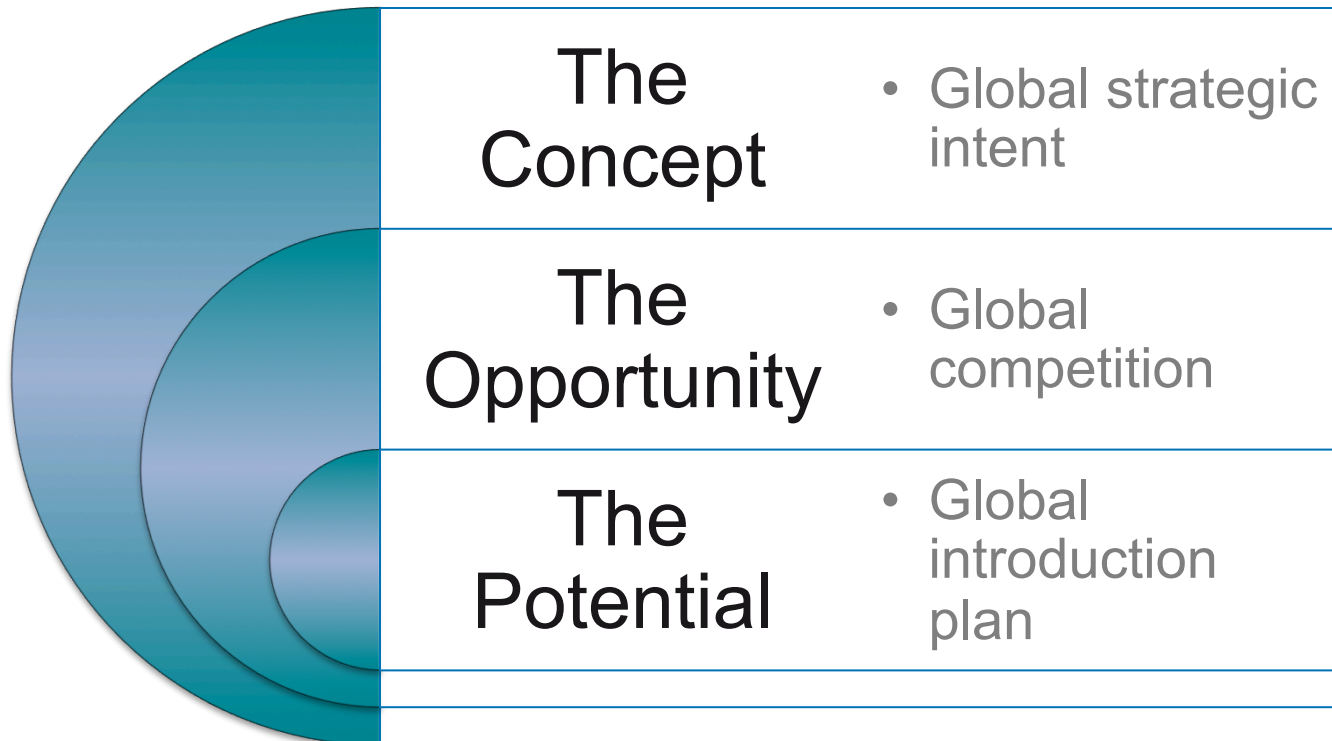 The
Concept
• Global strategic
intent
The
Opportunity
• Global
competition
The
Potential
• Global
introduction
plan